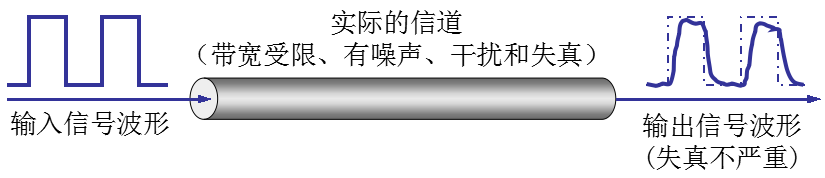 实际的信道
（带宽受限、有噪声、干扰和失真）
输入信号波形
输出信号波形
(失真不严重)